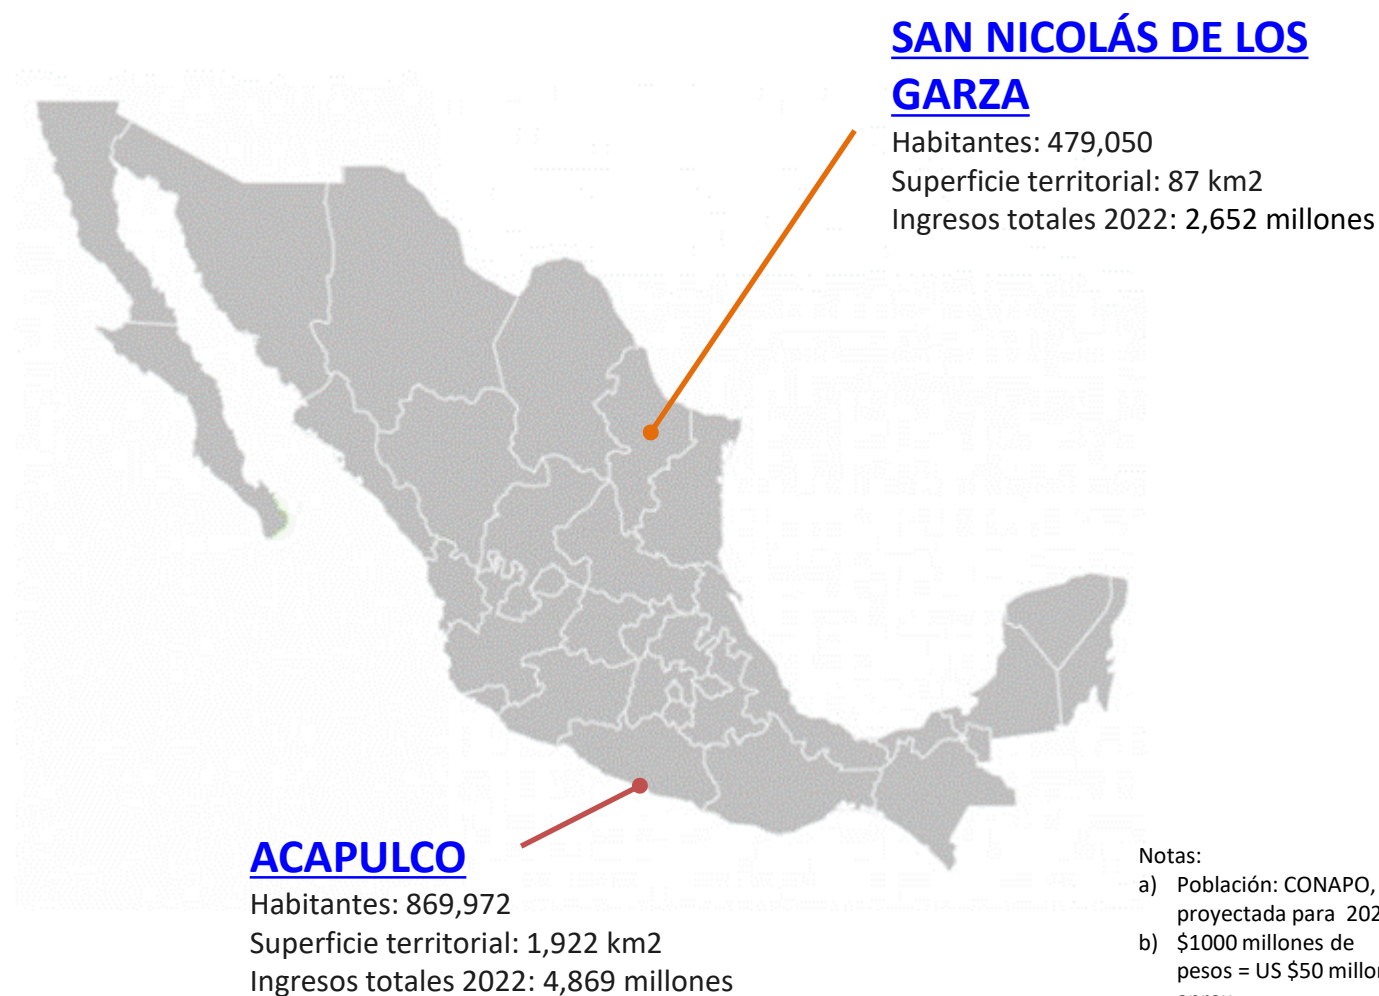 SAN NICOLÁS DE LOS
GARZA
Habitantes: 479,050
Superficie territorial: 87 km2
Ingresos totales 2022: 2,652 millones
ACAPULCO
Habitantes: 869,972
Superficie territorial: 1,922 km2
Ingresos totales 2022: 4,869 millones
Notas:
a) Población: CONAPO,
proyectada para
b) $1000 millones de
pesos = US $50